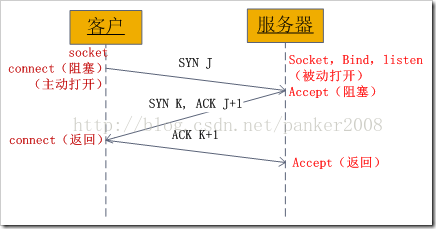 客户
服务器
socket
connect（阻塞）
（主动打开）
SYN J
Socket, Bind, listen
（被动打开）
Accept（阻塞）
SYN K, ACK J+1
http://blog.csdn.net/panker2008
connect（返回）
ACK K+1
Accept（返回）